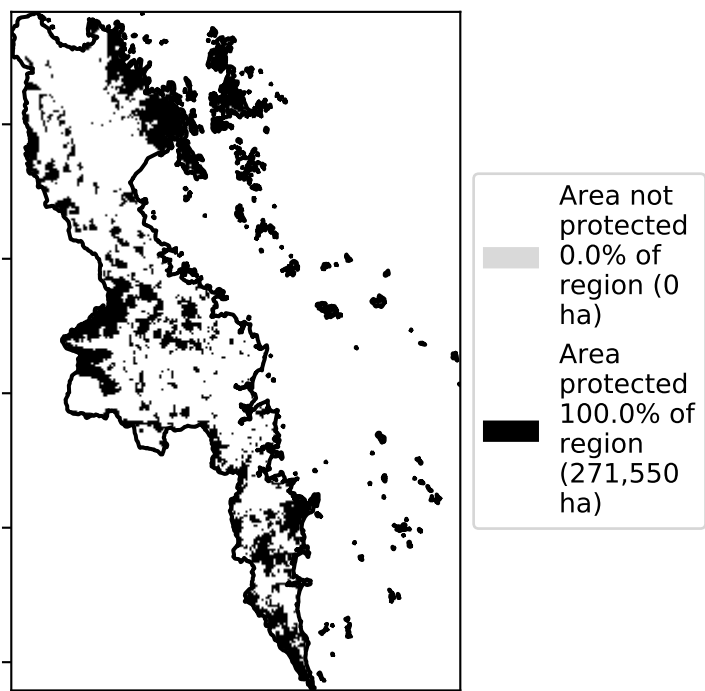 Area not
protected
0.0% of
region (0
ha)
Area
protected
100.0% of
region
(271,550
ha)